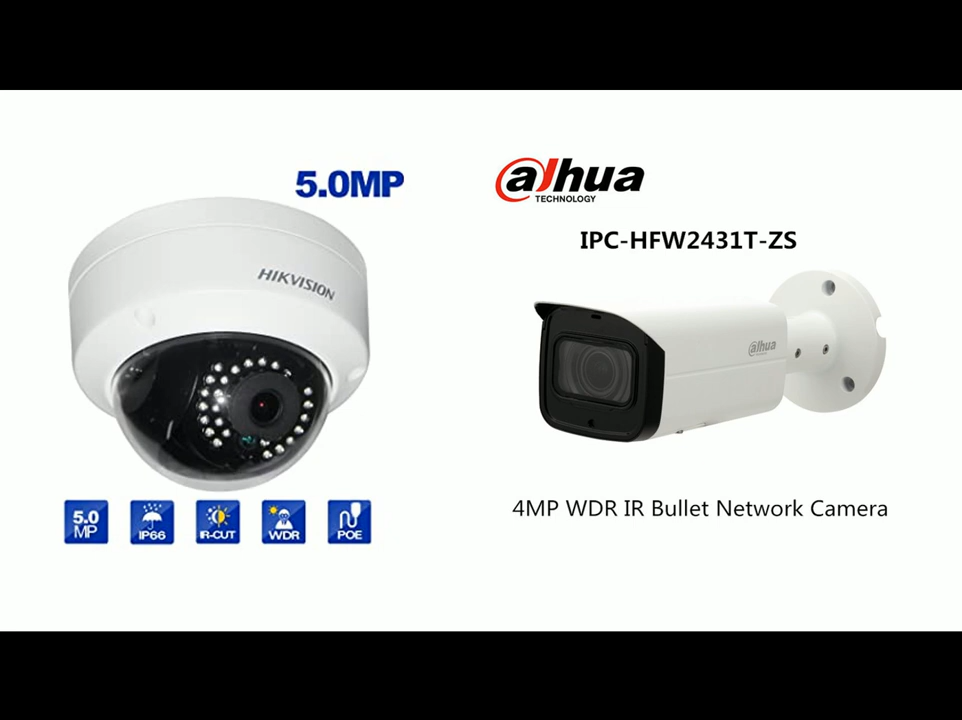 5.0MP
HIKVISION
5.0
MP
IP66
IR-CUT
WDR
POE
alhua
TECHNOLOGY
IPC-HFW2431T-ZS
alhua
4MP WDR IR Bullet Network Camera